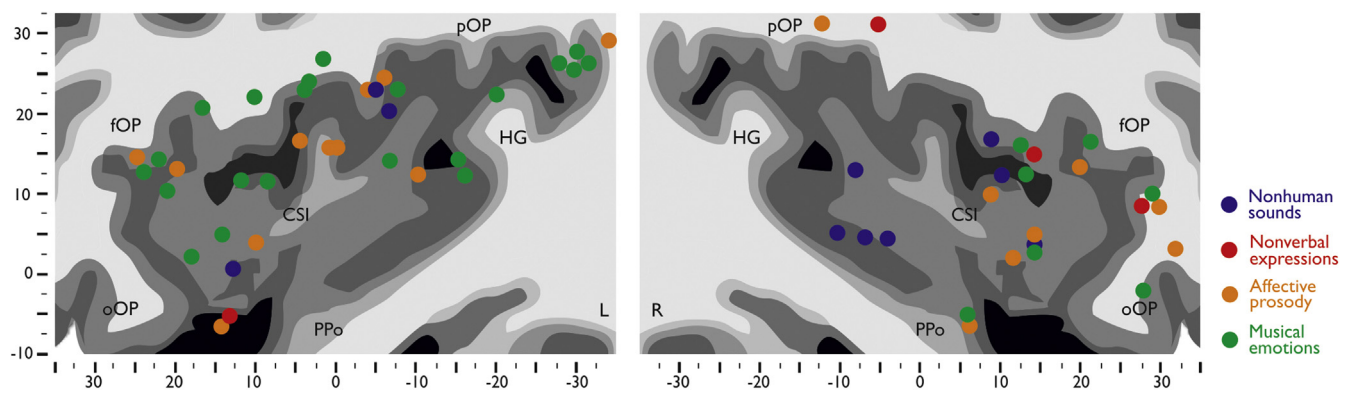 30
20
10
0
-10
pOP
fOP
HG
CSI
oOP
PPo
L
30 20 10 0 -10 -20 -30
pOP
fOP
HG
CSI
oOP
PPo
R
-30 -20 -10 0 10 20 30
Nonhuman
sounds
Nonverbal
expressions
Affective
prosody
Musical
emotions